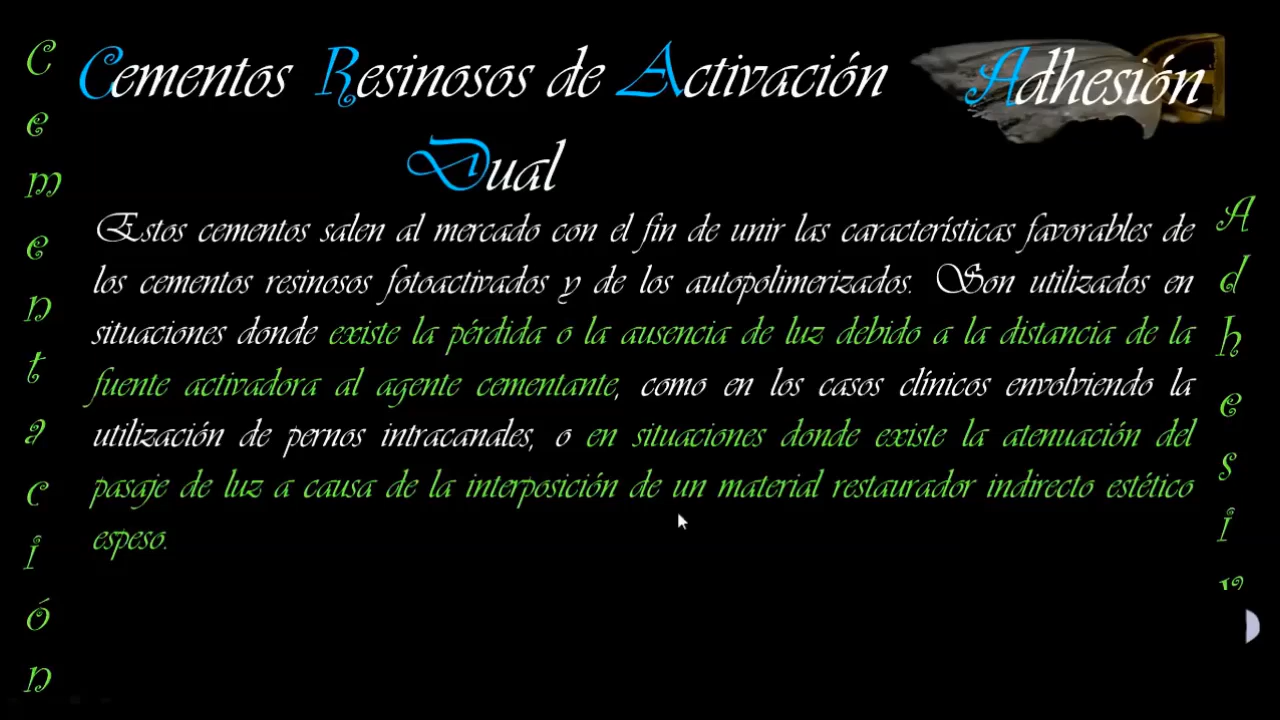 Cementos Resinosos de Activación
Dual
Adhesión
Cementación
Estos cementos salen al mercado con el fin de unir las características favorables de
los cementos resinosos fotoactivados y de los autopolimerizados. Son utilizados en
situaciones donde existe la pérdida o la ausencia de luz debido a la distancia de la
fuente activadora al agente cementante, como en los casos clínicos envolviendo la
utilización de pernos intracanales, o en situaciones donde existe la atenuación del
pasaje de luz a causa de la interposición de un material restaurador indirecto estético
espeso.